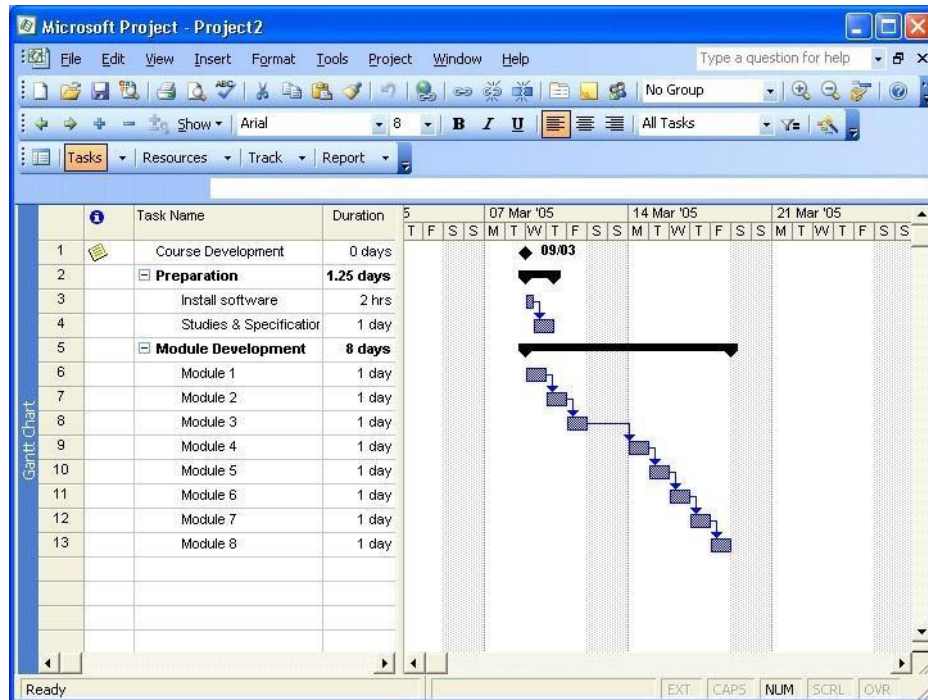 Microsoft Project - Project2
File Edit View Insert Format Tools Project Window Help Type a question for help
ABC No Group
Show Arial 8 B I U All Tasks Y=
Tasks Resources Track Report
Task Name Duration 5 07 Mar '05 14 Mar '05 21 Mar '05
T F S S M T W T F S S M T W T F S S M T W T F S S
1 Course Development 0 days 09/03
2 Preparation 1.25 days
3 Install software 2 hrs
4 Studies & Specification 1 day
5 Module Development 8 days
6 Module 1 1 day
7 Module 2 1 day
8 Module 3 1 day
9 Module 4 1 day
10 Module 5 1 day
11 Module 6 1 day
12 Module 7 1 day
13 Module 8 1 day
Gantt Chart
Ready EXT CAPS NUM SCRL OVR